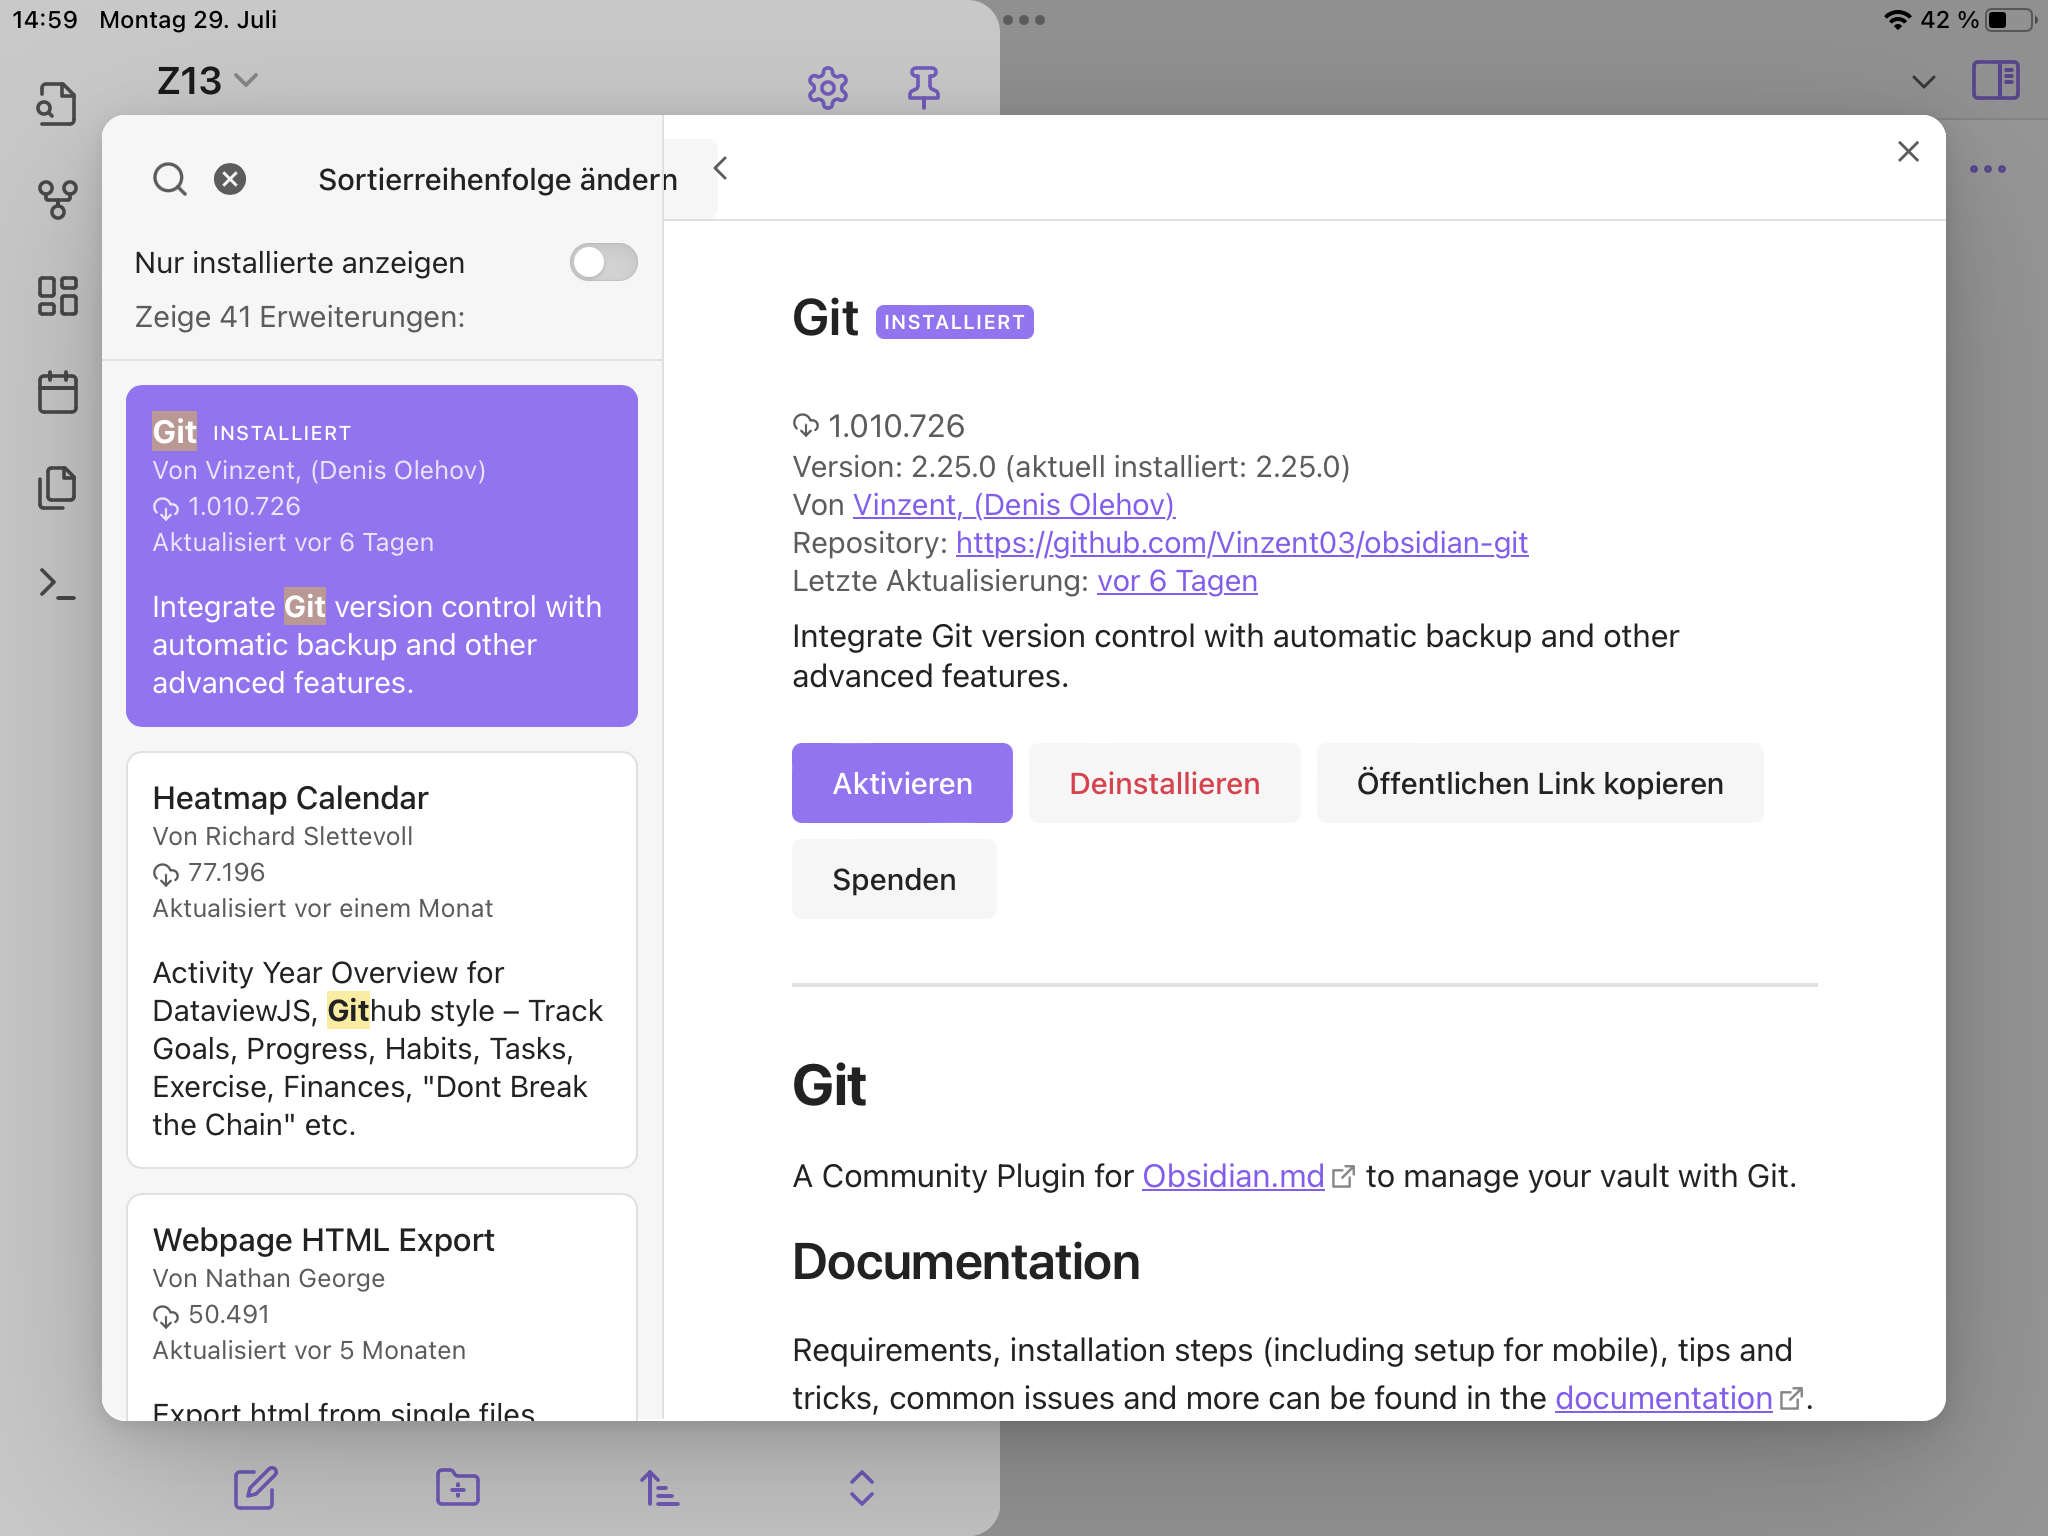 14:59 Montag 29. Juli
42 %
Z13
Sortierreihenfolge ändern
Nur installierte anzeigen
Zeige 41 Erweiterungen:
Git INSTALLIERT
Von Vinzent, (Denis Olehov)
1.010.726
Aktualisiert vor 6 Tagen
Integrate Git version control with
automatic backup and other
advanced features.
Heatmap Calendar
Von Richard Slettevoll
77.196
Aktualisiert vor einem Monat
Activity Year Overview for
DataviewJS, Github style – Track
Goals, Progress, Habits, Tasks,
Exercise, Finances, "Dont Break
the Chain" etc.
Webpage HTML Export
Von Nathan George
50.491
Aktualisiert vor 5 Monaten
Export html from single files
Git INSTALLIERT
1.010.726
Version: 2.25.0 (aktuell installiert: 2.25.0)
Von Vinzent, (Denis Olehov)
Repository: https://github.com/Vinzent03/obsidian-git
Letzte Aktualisierung: vor 6 Tagen
Integrate Git version control with automatic backup and other
advanced features.
Aktivieren Deinstallieren Öffentlichen Link kopieren
Spenden
Git
A Community Plugin for Obsidian.md to manage your vault with Git.
Documentation
Requirements, installation steps (including setup for mobile), tips and
tricks, common issues and more can be found in the documentation.